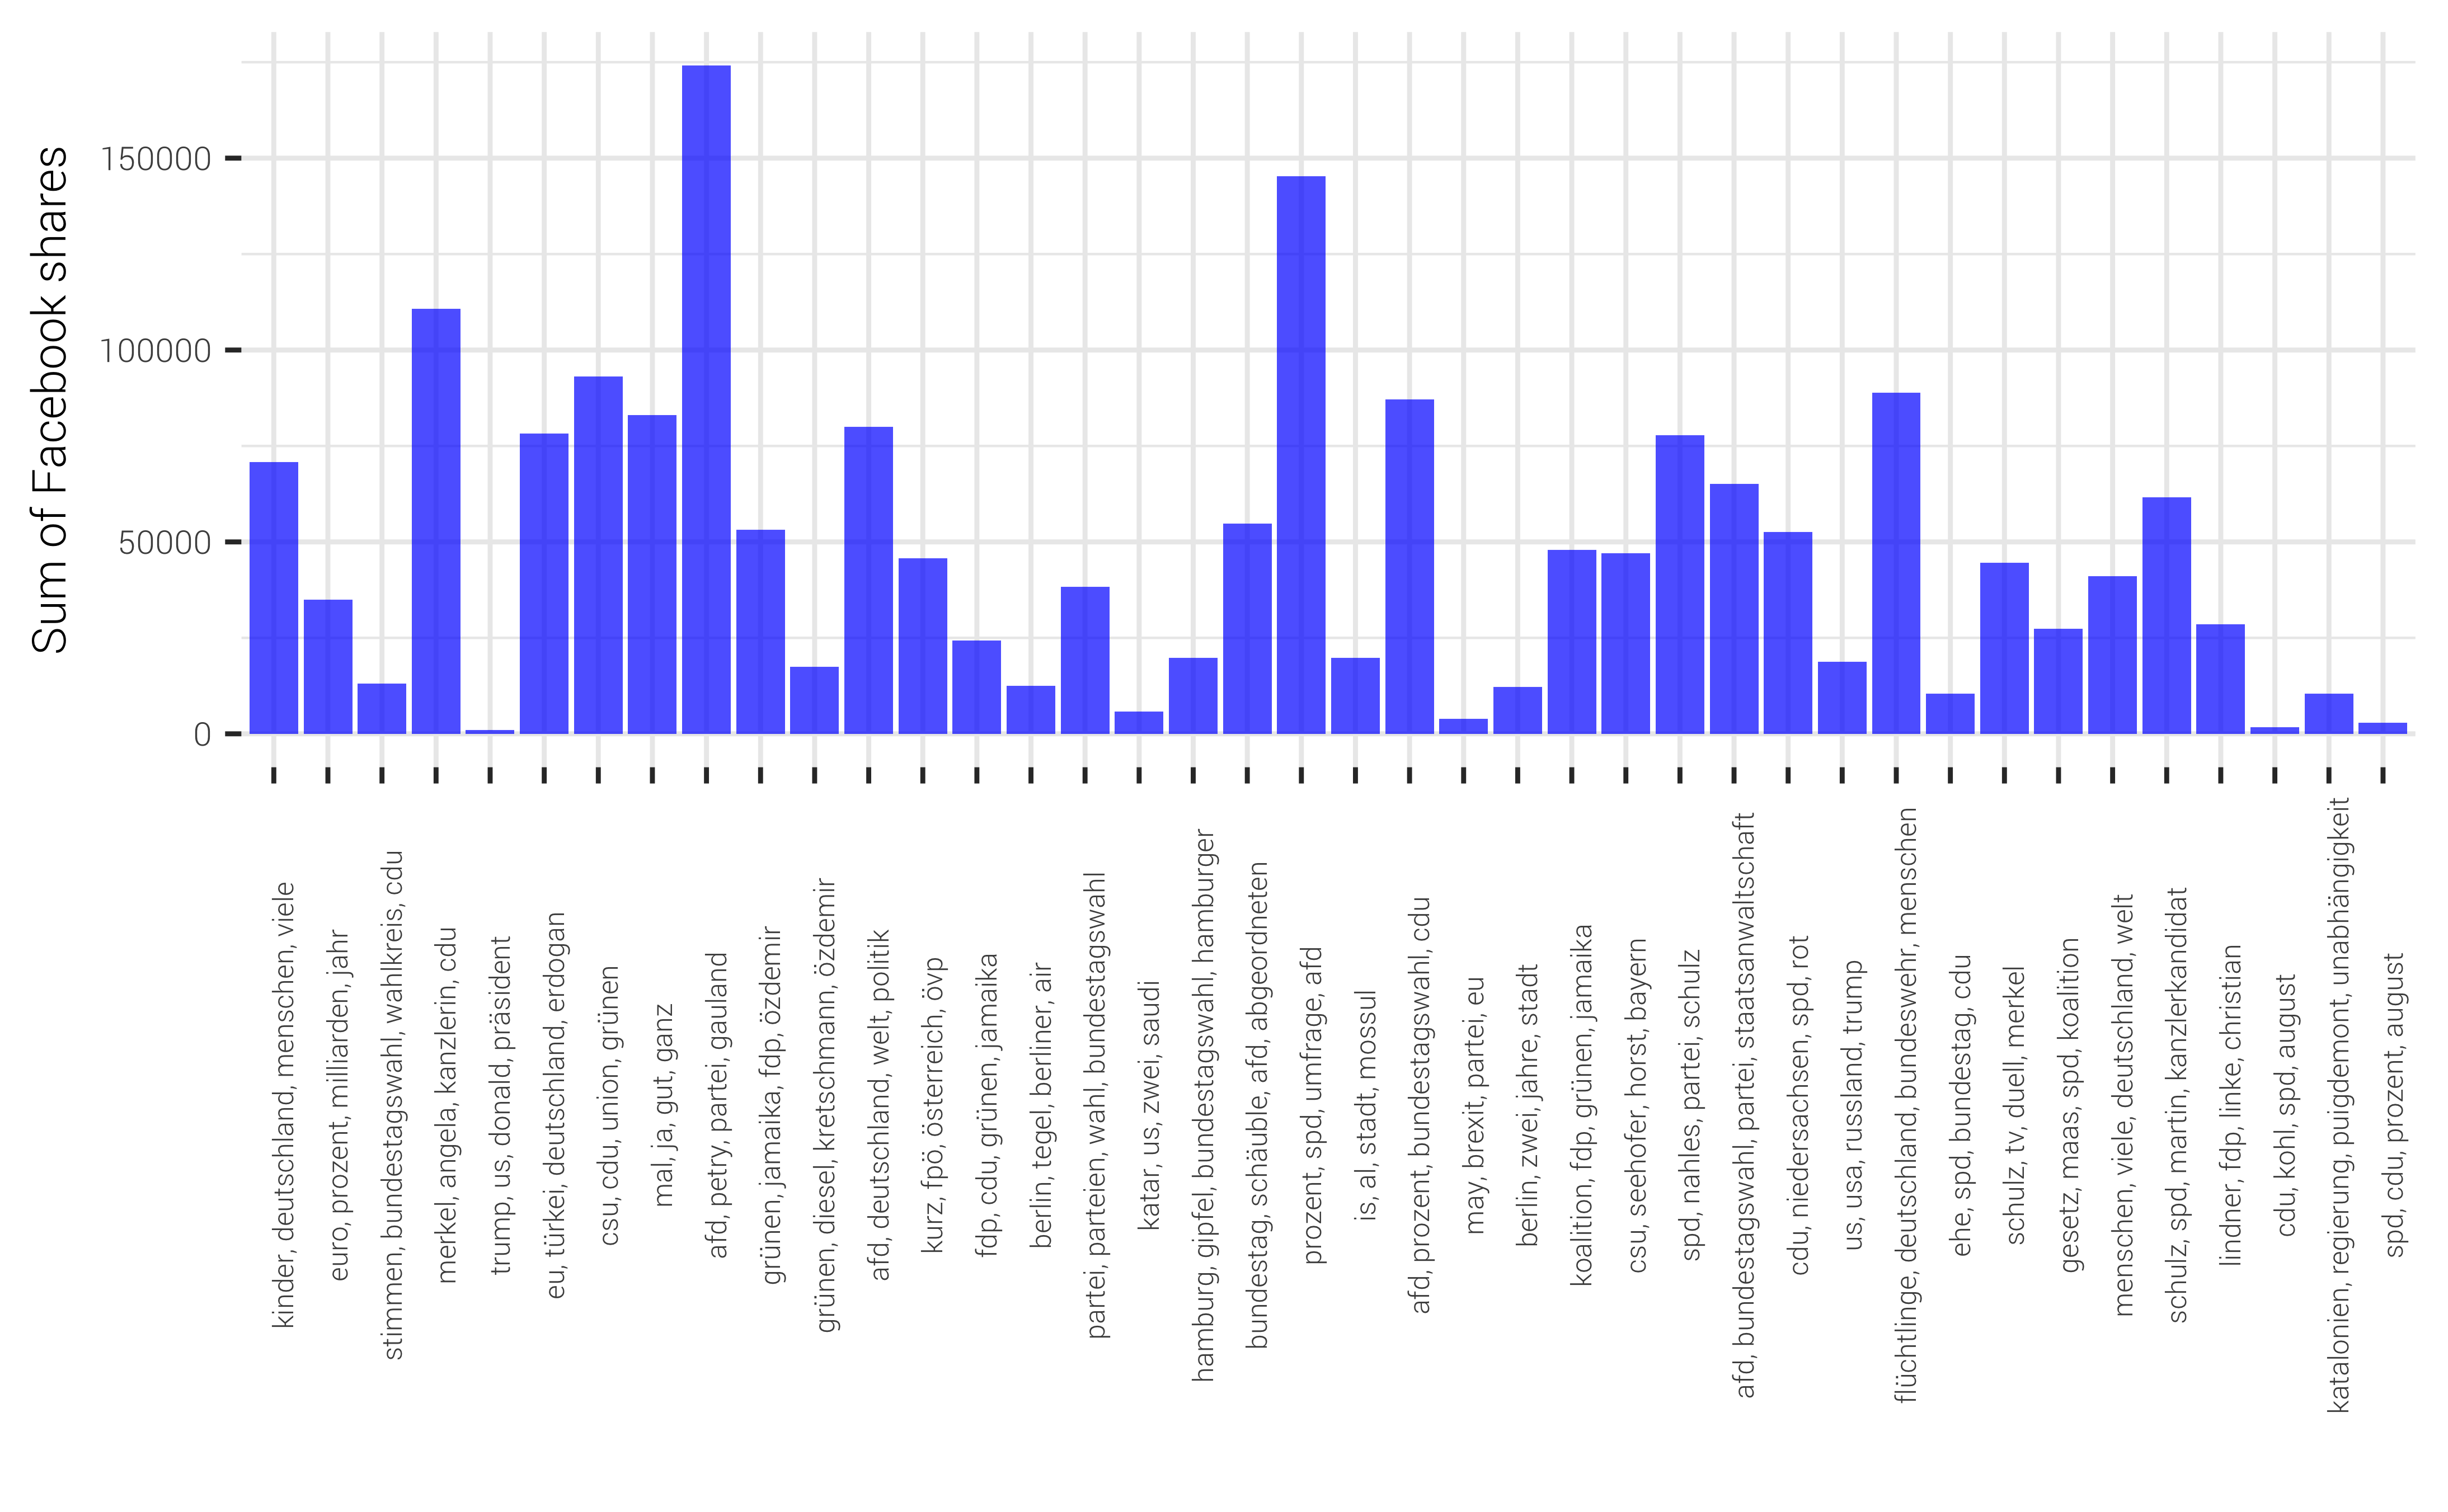 Sum of Facebook shares
150000
100000
50000
0
kinder, deutschland, menschen, viele
euro, prozent, milliarden, jahr
stimmen, bundestagswahl, wahlkreis, cdu
merkel, angela, kanzlerin, cdu
trump, us, donald, präsident
eu, türkei, deutschland, erdogan
csu, cdu, union, grünen
mal, ja, gut, ganz
afd, petry, partei, gauland
grünen, jamaika, fdp, özdemir
grünen, diesel, kretschmann, özdemir
afd, deutschland, welt, politik
kurz, fpö, österreich, övp
fdp, cdu, grünen, jamaika
berlin, tegel, berliner, air
partei, parteien, wahl, bundestagswahl
katar, us, zwei, saudi
hamburg, gipfel, bundestagswahl, hamburger
bundestag, schäuble, afd, abgeordneten
prozent, spd, umfrage, afd
is, al, stadt, mossul
afd, prozent, bundestagswahl, cdu
may, brexit, partei, eu
berlin, zwei, jahre, stadt
koalition, fdp, grünen, jamaika
csu, seehofer, horst, bayern
spd, nahles, partei, schulz
afd, bundestagswahl, partei, staatsanwaltschaft
cdu, niedersachsen, spd, rot
us, usa, russland, trump
flüchtlinge, deutschland, bundeswehr, menschen
ehe, spd, bundestag, cdu
schulz, tv, duell, merkel
gesetz, maas, spd, koalition
menschen, viele, deutschland, welt
schulz, spd, martin, kanzlerkandidat
lindner, fdp, linke, christian
cdu, kohl, spd, august
katalonien, regierung, puigdemont, unabhängigkeit
spd, cdu, prozent, august